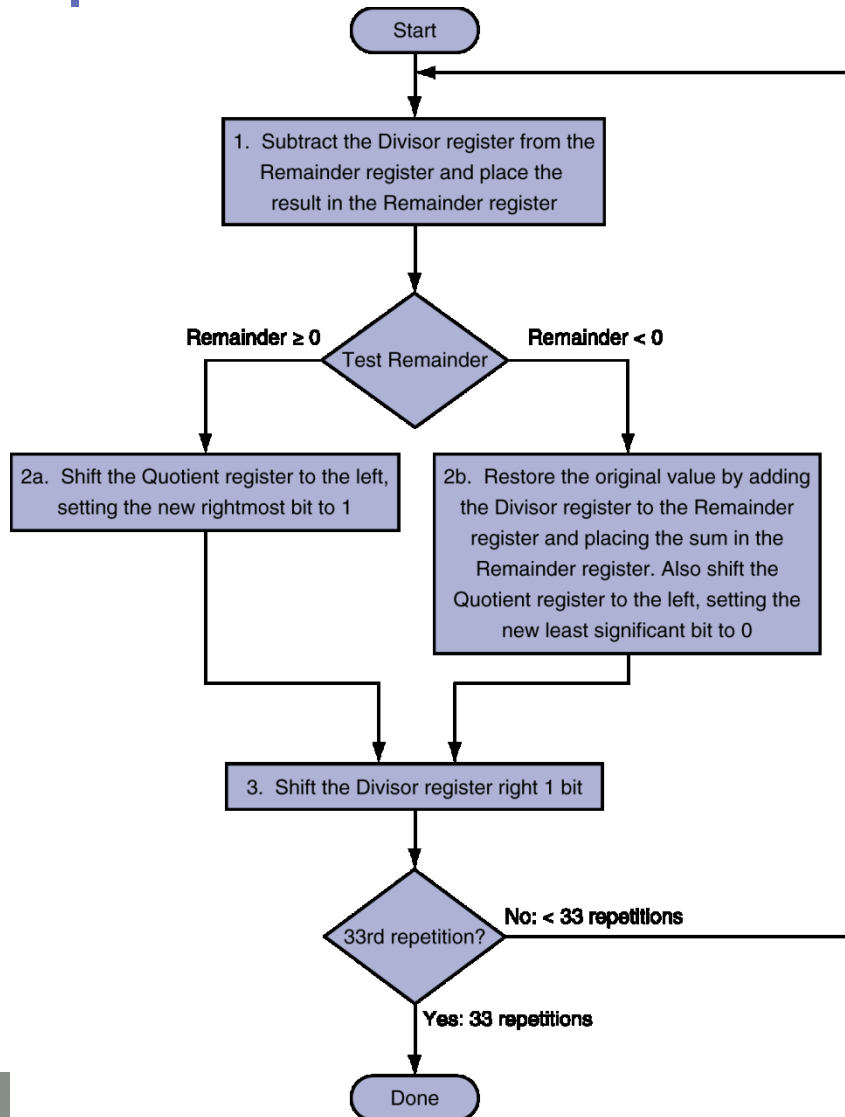 Start
1. Subtract the Divisor register from the
Remainder register and place the
result in the Remainder register
Remainder ≥ 0
Remainder < 0
Test Remainder
2a. Shift the Quotient register to the left,
setting the new rightmost bit to 1
2b. Restore the original value by adding
the Divisor register to the Remainder
register and placing the sum in the
Remainder register. Also shift the
Quotient register to the left, setting the
new least significant bit to 0
3. Shift the Divisor register right 1 bit
33rd repetition?
No: < 33 repetitions
Yes: 33 repetitions
Done